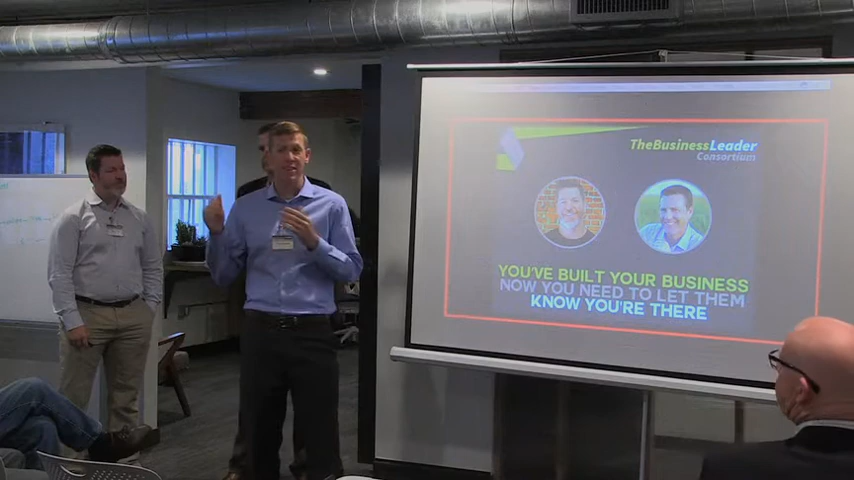 TheBusinessLeader
Consortium
YOU'VE BUILT YOUR BUSINESS
NOW YOU NEED TO LET THEM
KNOW YOU'RE THERE